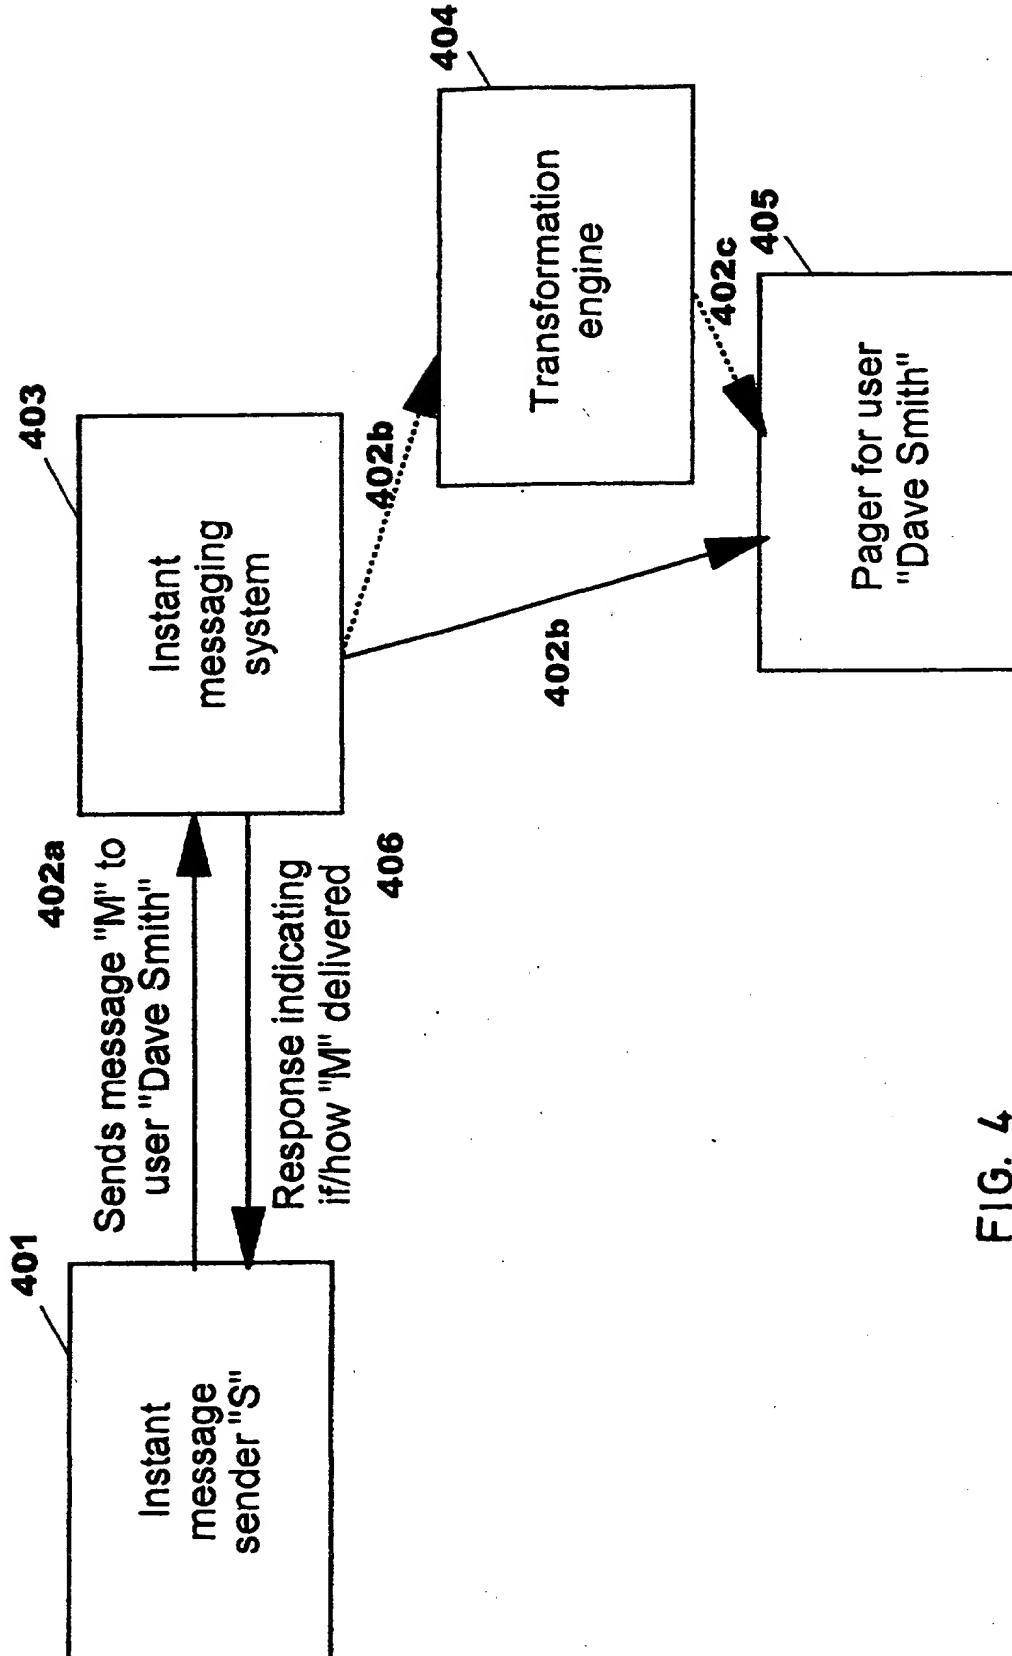 401
Instant
message
sender "S"
402a
Sends message "M" to
user "Dave Smith"
Response indicating
if/how "M" delivered
406
403
Instant
messaging
system
402b
402b
404
Transformation
engine
402c
405
Pager for user
"Dave Smith"
FIG. 4